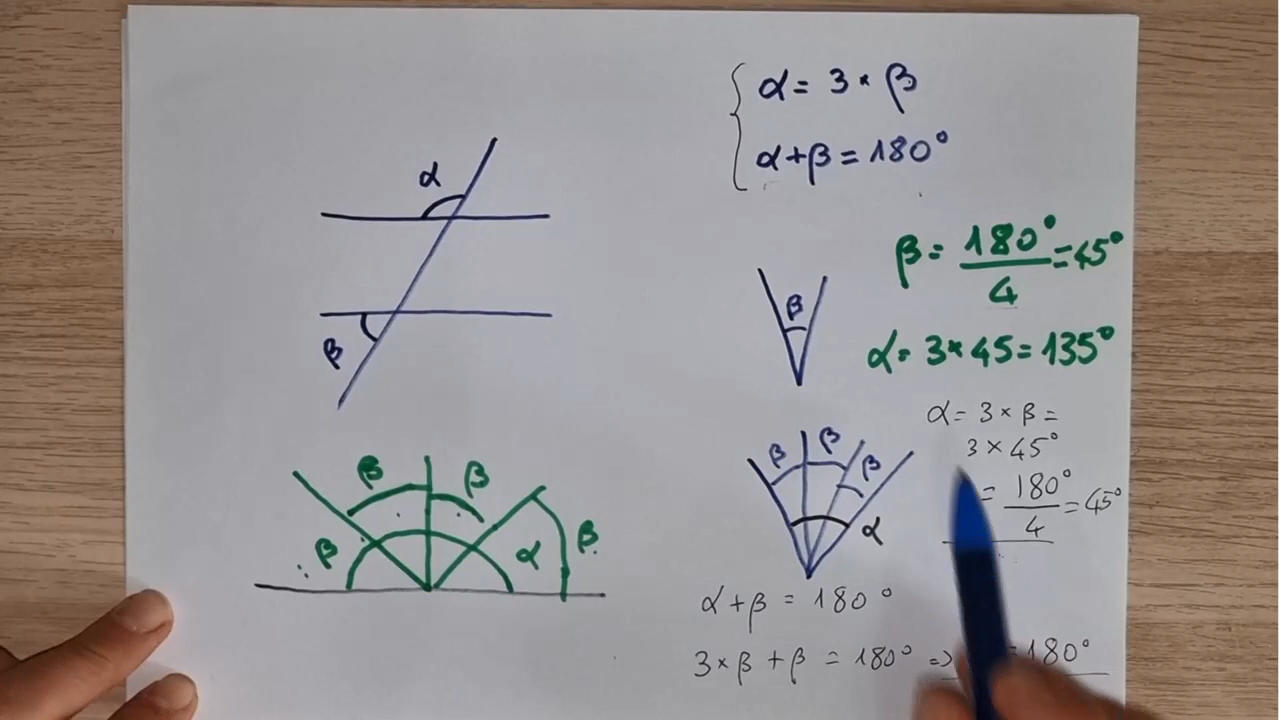 α = 3 × β
α + β = 180°
α
β = 180° / 4 = 45°
β
α = 3 × 45 = 135°
β
α = 3 × β =
3 × 45°
β β β
= 180° / 4 = 45°
α
β β
β α β
α + β = 180°
3 × β + β = 180° => = 180°